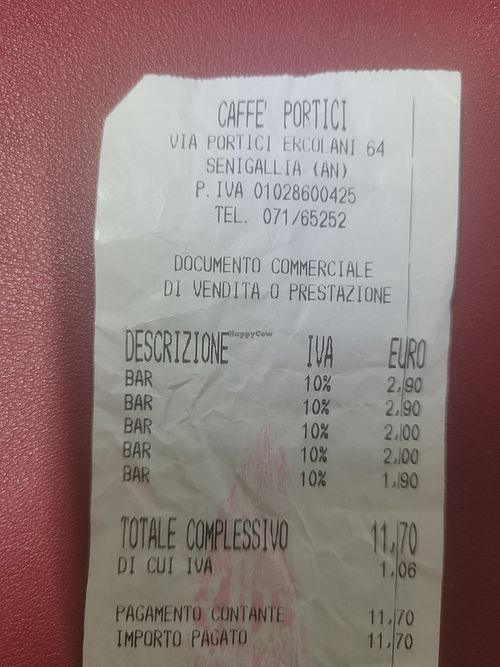 CAFFE' PORTICI
VIA PORTICI ERCOLANI 64
SENIGALLIA (AN)
P.IVA 01028600425
TEL. 071/65252
DOCUMENTO COMMERCIALE
DI VENDITA O PRESTAZIONE
HappyCow
DESCRIZIONE IVA EURO
BAR 10% 2,90
BAR 10% 2,90
BAR 10% 2,00
BAR 10% 2,00
BAR 10% 1,90
TOTALE COMPLESSIVO 11,70
DI CUI IVA 1,06
PAGAMENTO CONTANTE 11,70
IMPORTO PAGATO 11,70